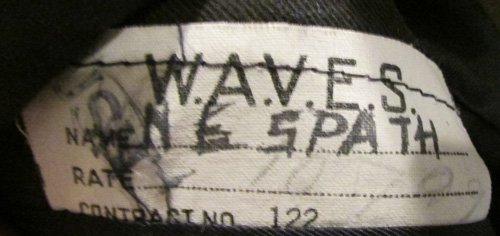 W.A.V.E.S.
NAME N E SPATH
RATE
CONTRACT NO. 122